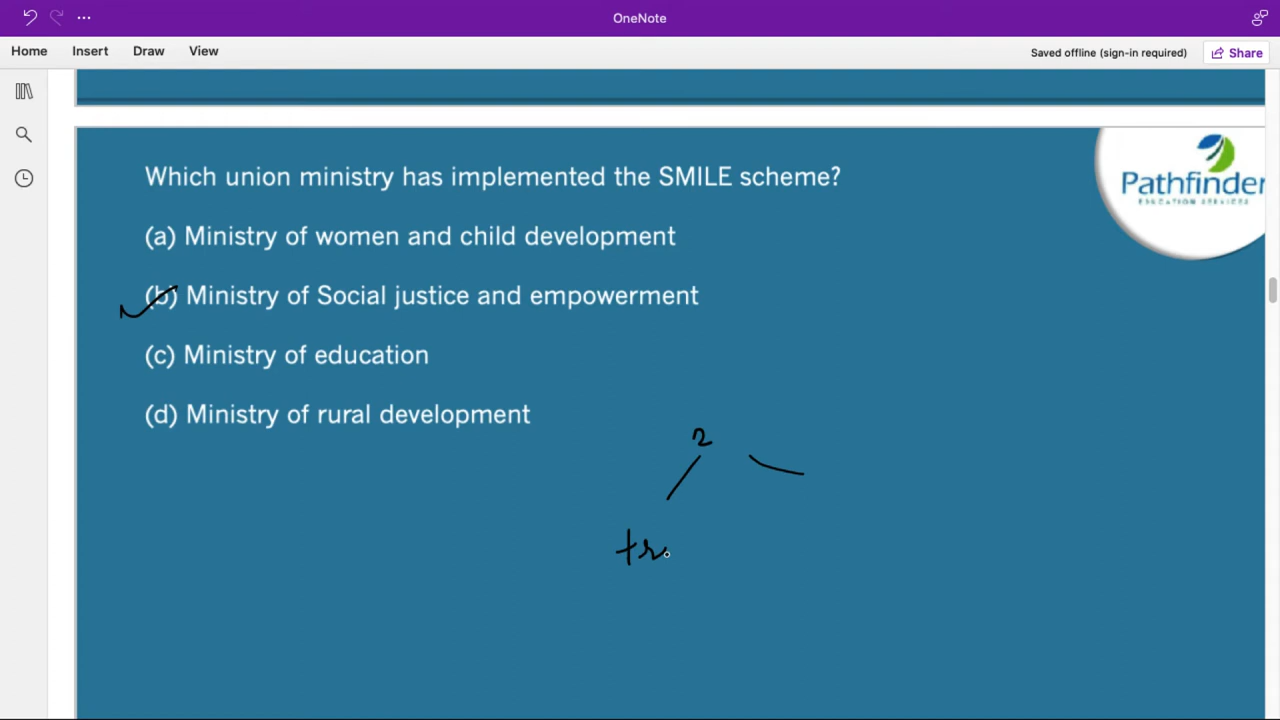 OneNote
Home Insert Draw View
Saved offline (sign-in required) Share
Which union ministry has implemented the SMILE scheme?
Pathfinder
EDUCATION SERVICES
(a) Ministry of women and child development
(b) Ministry of Social justice and empowerment
(c) Ministry of education
(d) Ministry of rural development
2
tr